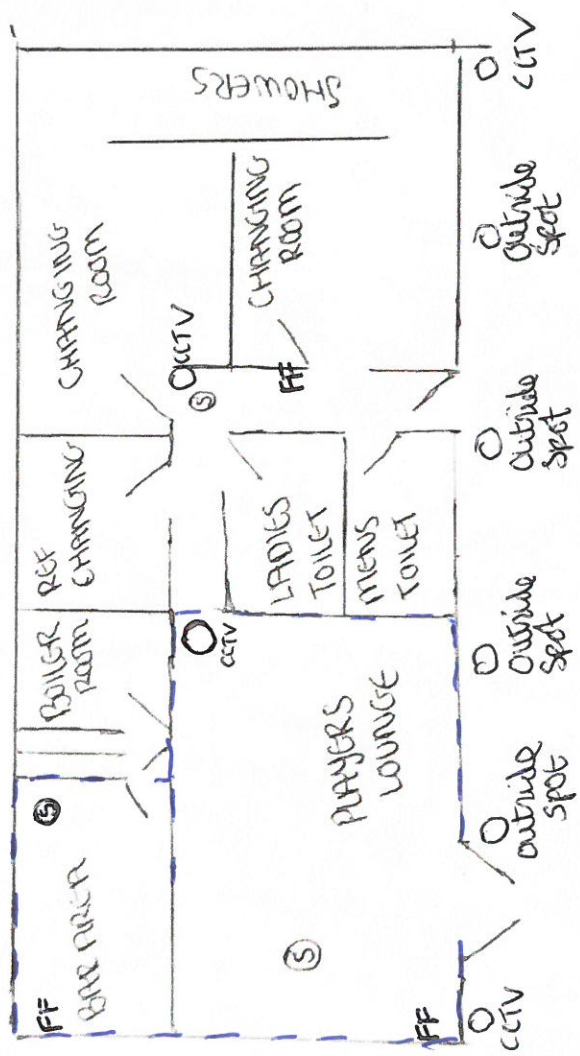 FF
BAR AREA
S
BOILER
ROOM
REF
CHANGING
CHANGING
ROOM
SHOWERS
CCTV
S
FF
CHANGING
ROOM
CCTV
LADIES
TOILET
MENS
TOILET
PLAYERS
LOUNGE
S
FF
CCTV
Outside
Spot
Outside
Spot
Outside
Spot
Outside
Spot
CCTV